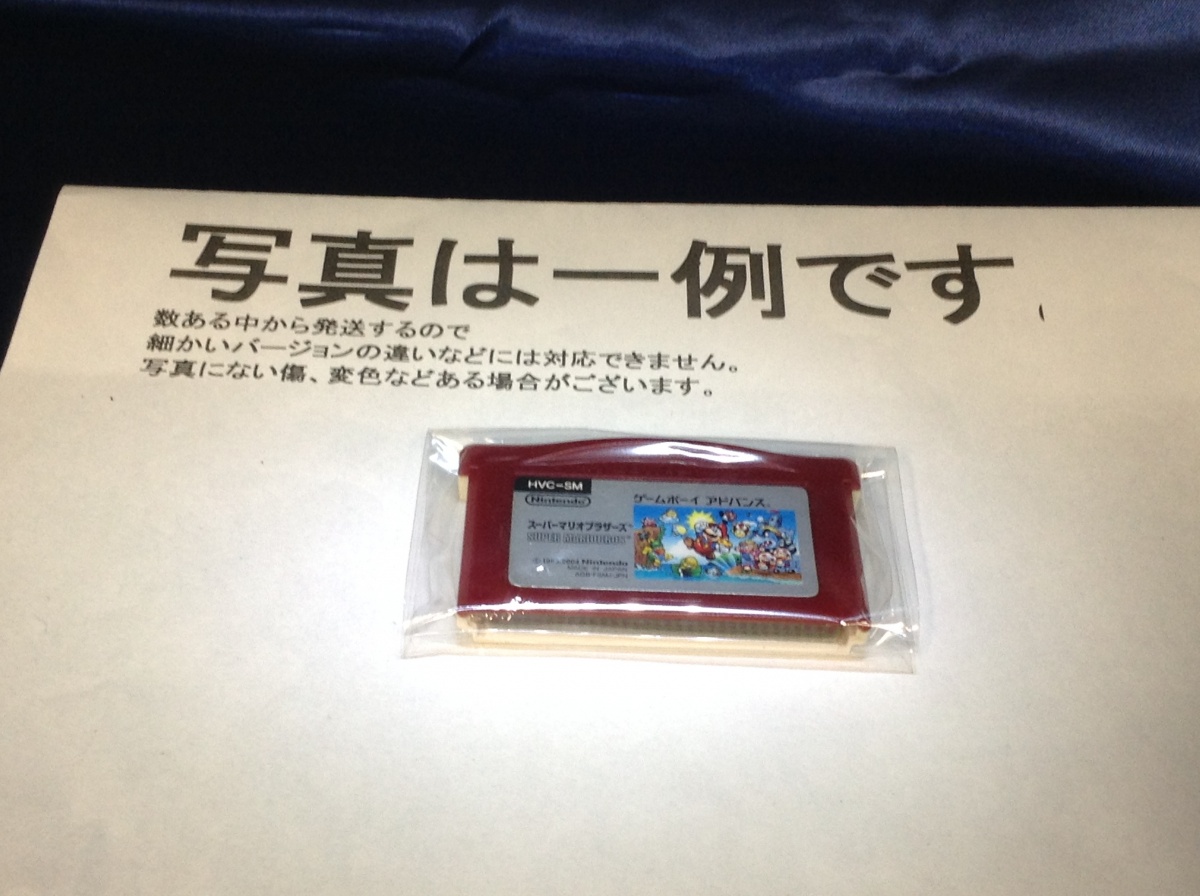 写真は一例です
数ある中から発送するので
細かいバージョンの違いなどには対応できません。
写真にない傷、変色などある場合がございます。
HVC-SM
Nintendo
ゲームボーイ アドバンス
スーパーマリオブラザーズ
SUPER MARIO BROS.
Nintendo
MADE IN JAPAN